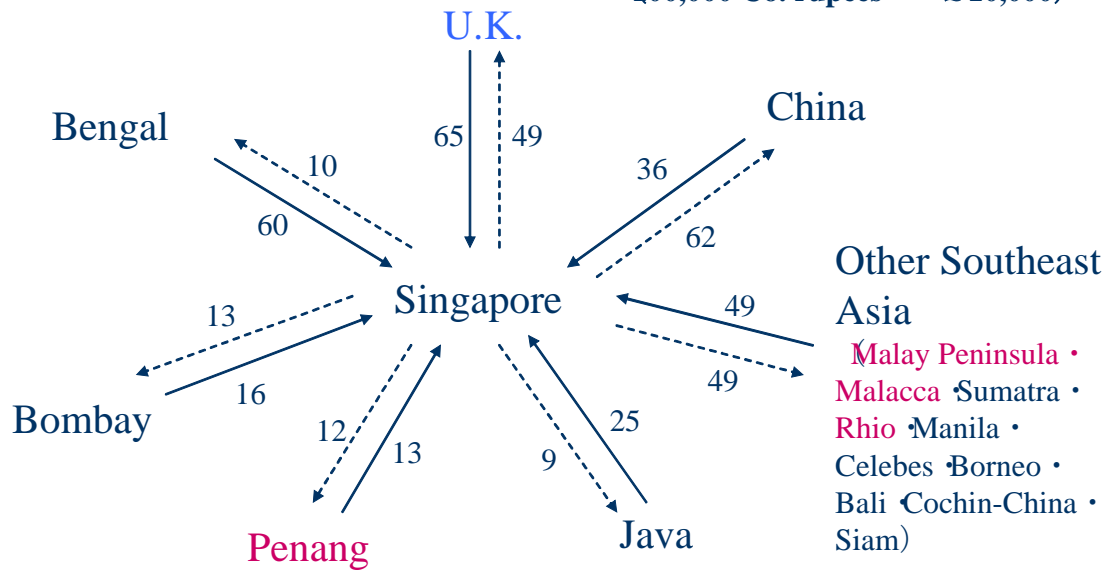 U.K.
China
Bengal
65
49
10
36
60
62
Other Southeast
Asia
Singapore
49
(Malay Peninsula・
13
49
Malacca・Sumatra・
16
Rhio・Manila・
Bombay
12
25
13
9
Celebes・Borneo・
Bali・Cochin-China・
Java
Siam)
Penang